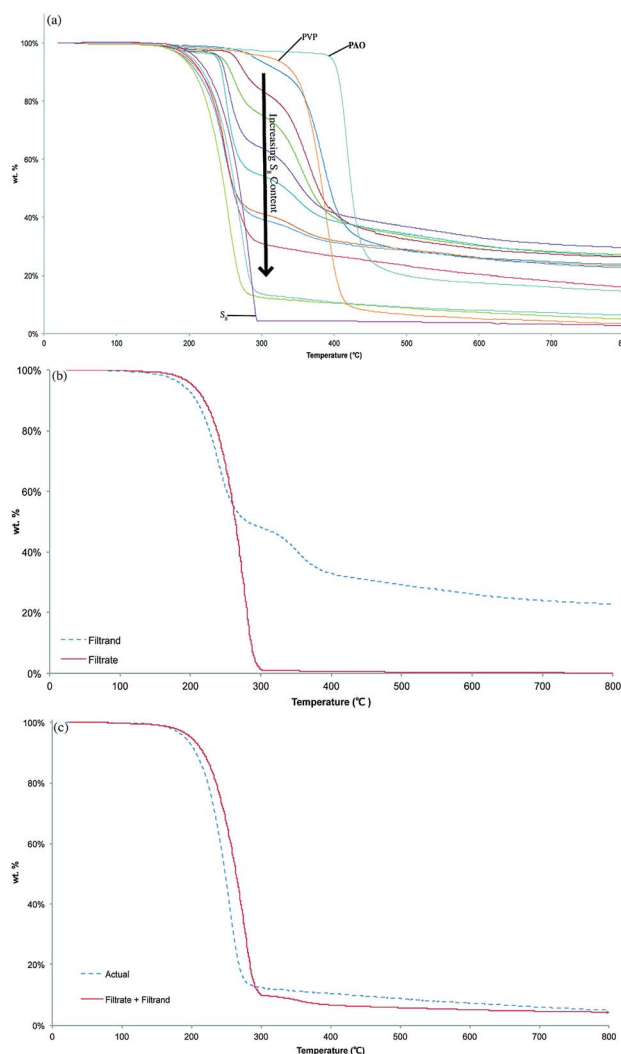 (a)
PVP
PAO
Increasing S8 Content
S8
wt. %
100%
80%
60%
40%
20%
0%
0
100
200
300
400
500
600
700
800
Temperature (℃)
(b)
wt. %
100%
80%
60%
40%
20%
0%
Filtrand
Filtrate
0
100
200
300
400
500
600
700
800
Temperature (℃ )
(c)
wt. %
100%
80%
60%
40%
20%
0%
Actual
Filtrate + Filtrand
0
100
200
300
400
500
600
700
800
Temperature (℃)